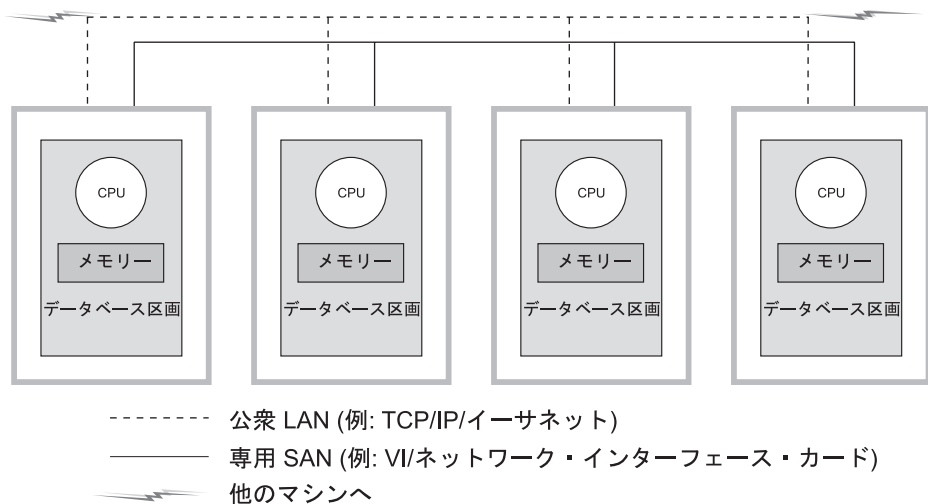 CPU
メモリー
データベース区画
CPU
メモリー
データベース区画
CPU
メモリー
データベース区画
CPU
メモリー
データベース区画
公衆 LAN (例: TCP/IP/イーサネット)
専用 SAN (例: VI/ネットワーク・インターフェース・カード)
他のマシンへ